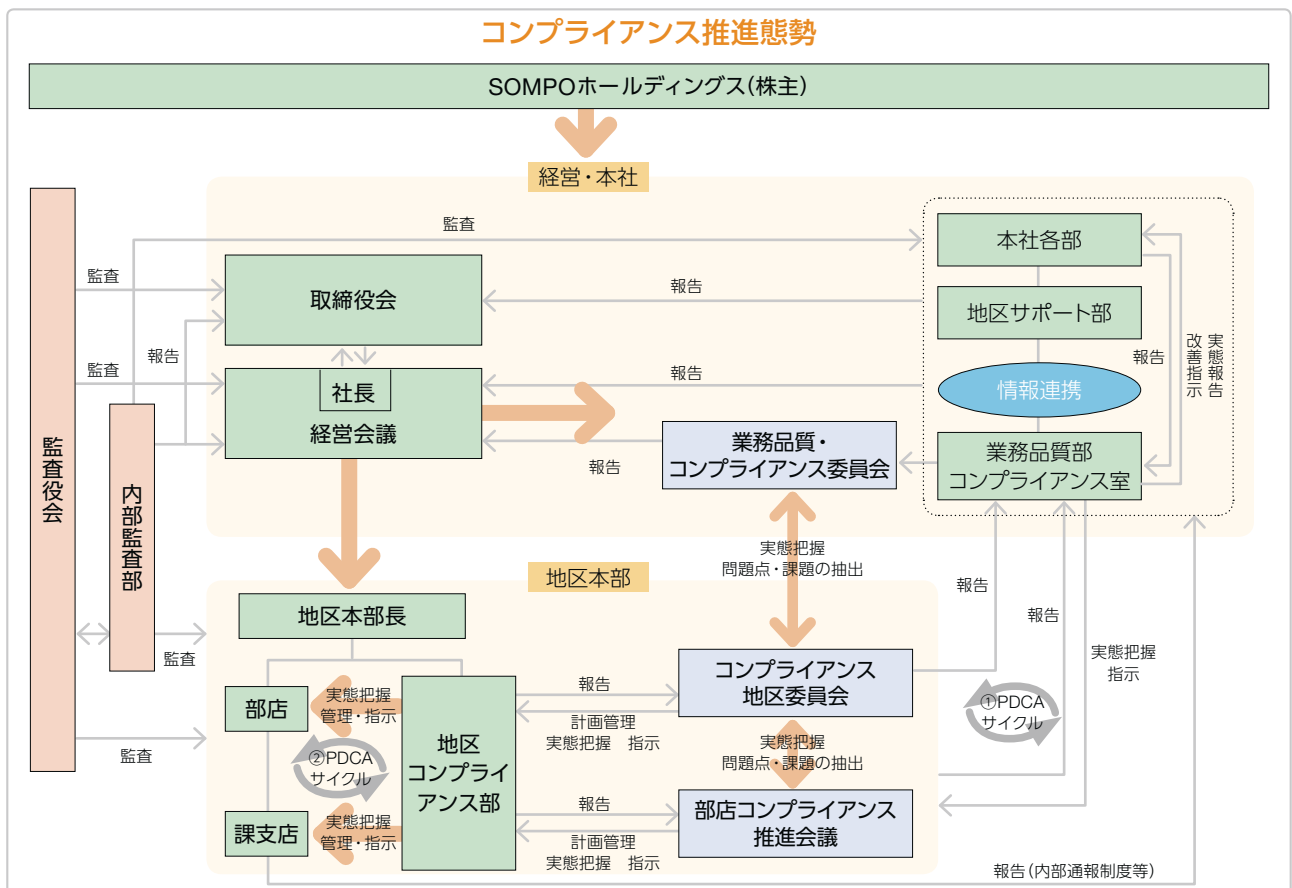 コンプライアンス推進態勢
SOMPOホールディングス(株主)
経営・本社
監査
本社各部
監査
取締役会
報告
地区サポート部
報告
監査
報告
社長
経営会議
報告
情報連携
改善指示
実態報告
報告
業務品質・
コンプライアンス委員会
業務品質部
コンプライアンス室
監査役会
内部監査部
実態把握
問題点・課題の抽出
地区本部
報告
報告
地区本部長
監査
実態把握
指示
コンプライアンス
地区委員会
報告
計画管理
実態把握 指示
部店
実態把握
管理・指示
①PDCA
サイクル
監査
②PDCA
サイクル
地区
コンプライ
アンス部
実態把握
問題点・課題の抽出
報告
計画管理
実態把握 指示
部店コンプライアンス
推進会議
課支店
実態把握
管理・指示
報告(内部通報制度等)